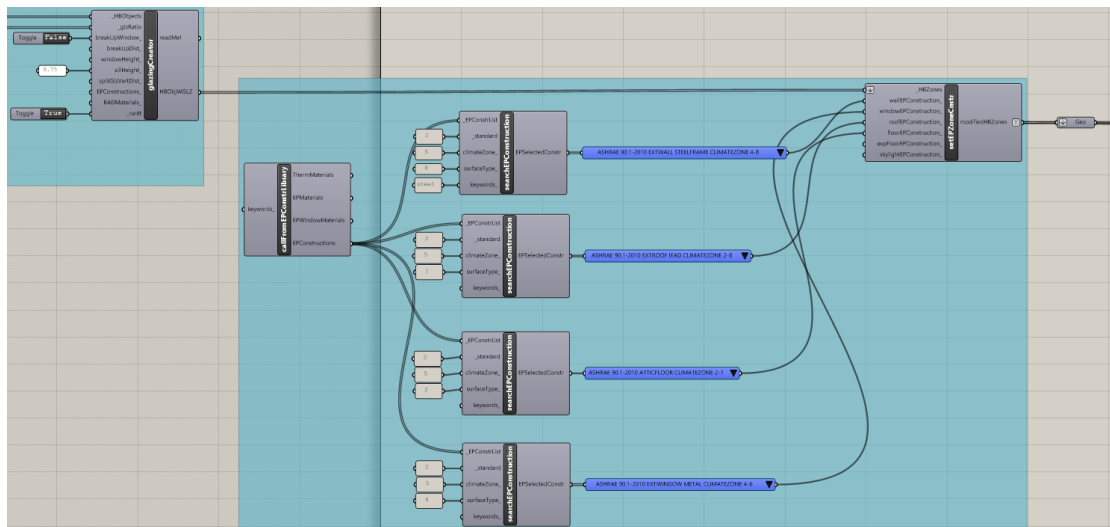 _HBObjects
_glzRatio
Toggle False
breakUpWindow_
readMe!
breakUpDist_
windowHeight_
sillHeight_
splitGlzVertDist_
EPConstructions_
HBObjWGLZ
RADMaterials_
Toggle True
_runIt
glazingCreator
keywords_
callFromEPConstrLibrary
ThermMaterials
EPMaterials
EPWindowMaterials
EPConstructions
_EPConstrList
2
_standard
5
climateZone_
EPSelectedConstr
surfaceType_
steel
keywords_
searchEPConstruction
ASHRAE 90.1-2010 EXTWALL STEELFRAME CLIMATEZONE 4-8
_EPConstrList
2
_standard
5
climateZone_
EPSelectedConstr
1
surfaceType_
keywords_
searchEPConstruction
ASHRAE 90.1-2010 EXTROOF IEAD CLIMATEZONE 2-8
_EPConstrList
2
_standard
5
climateZone_
EPSelectedConstr
2
surfaceType_
keywords_
searchEPConstruction
ASHRAE 90.1-2010 ATTICFLOOR CLIMATEZONE 2-7
_EPConstrList
2
_standard
5
climateZone_
EPSelectedConstr
4
surfaceType_
keywords_
searchEPConstruction
ASHRAE 90.1-2010 EXTWINDOW METAL CLIMATEZONE 4-6
_HBZones
wallEPConstruction_
windowEPConstruction_
roofEPConstruction_
floorEPConstruction_
expFloorEPConstruction_
skylightEPConstruction_
setEPZoneCnstr
modifiedHBZones
Geo